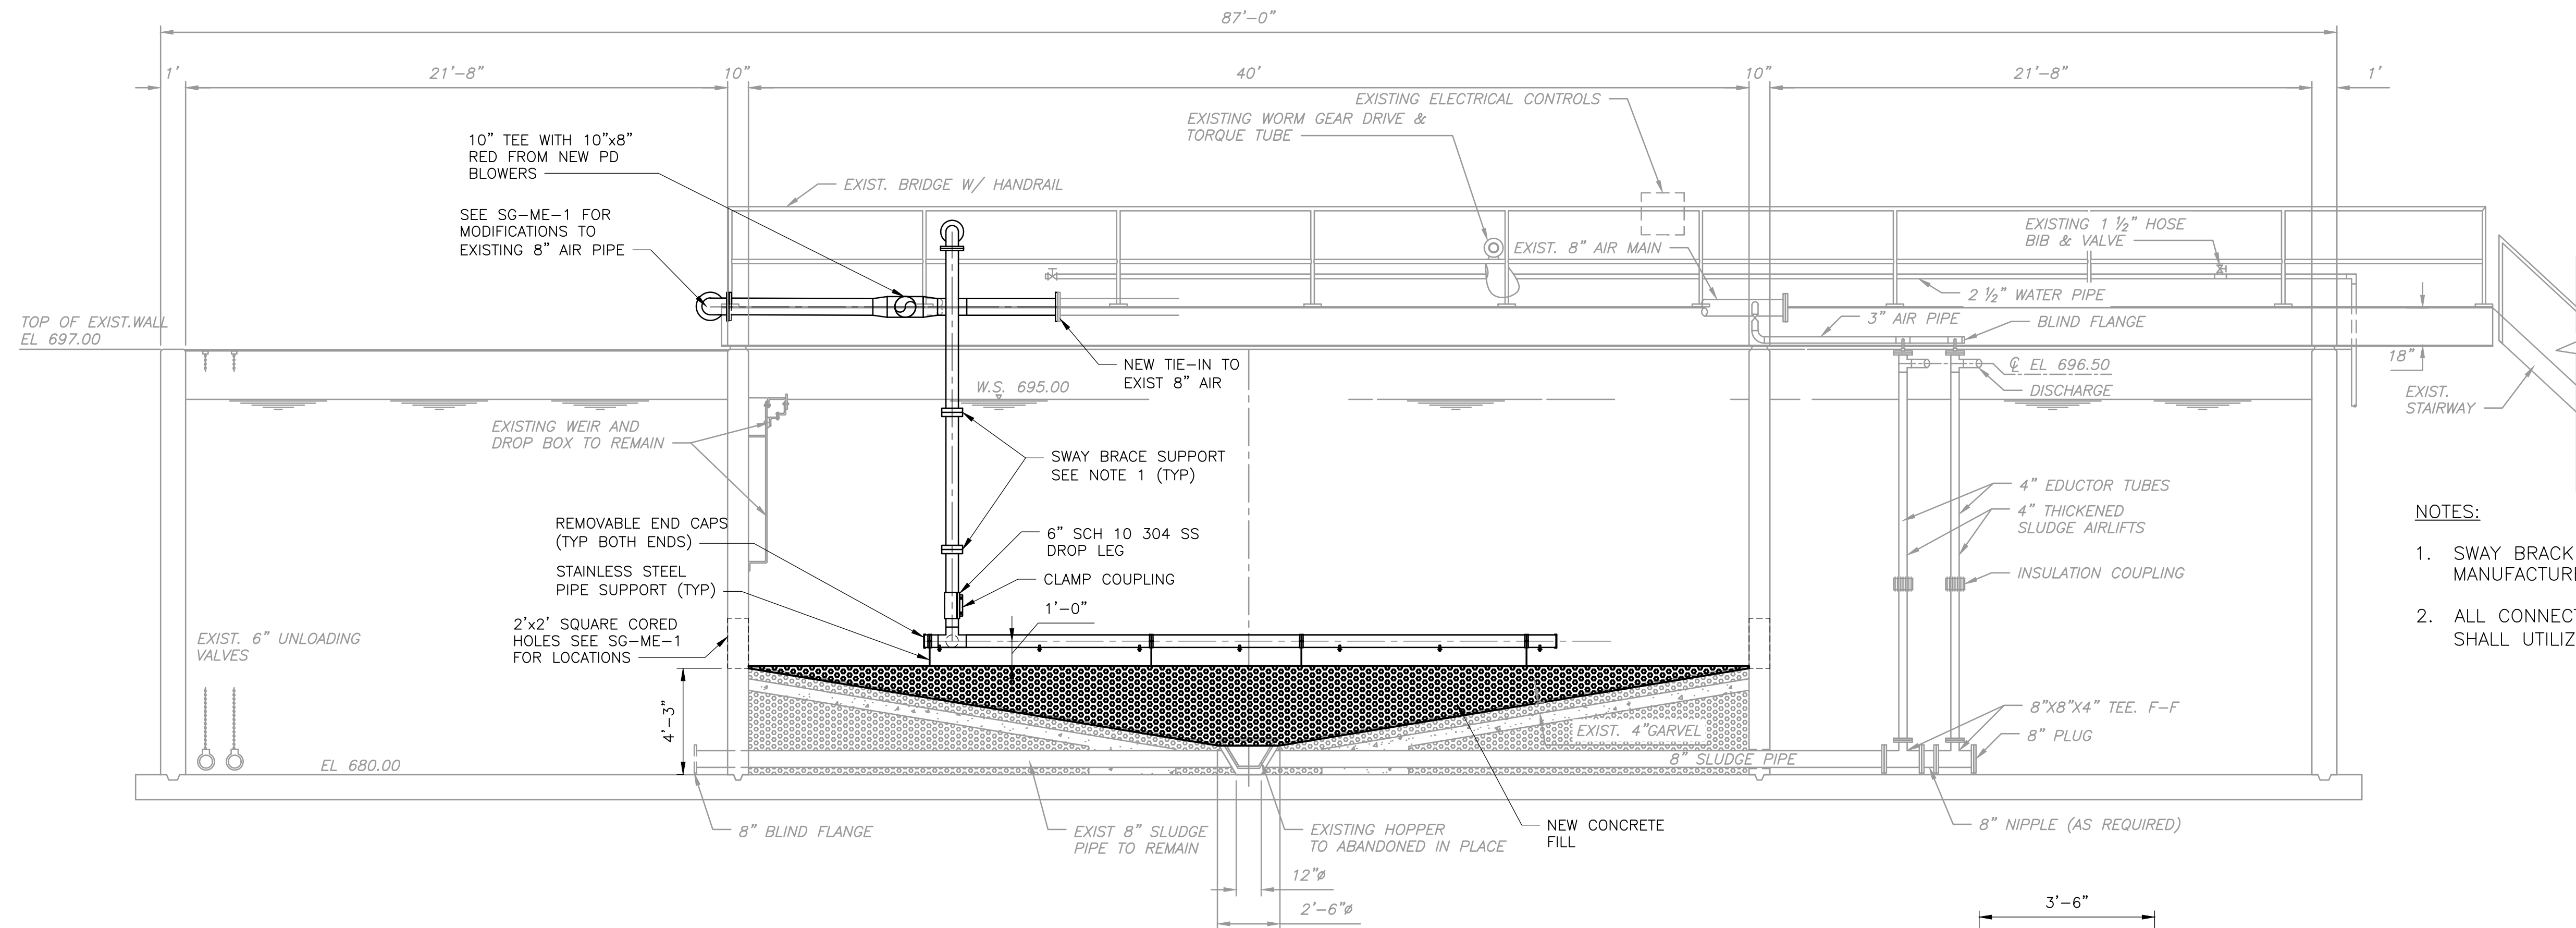 87'-0"
1'
21'-8"
10"
40'
10"
21'-8"
1'
EXISTING ELECTRICAL CONTROLS
EXISTING WORM GEAR DRIVE &
TORQUE TUBE
10" TEE WITH 10"x8"
RED FROM NEW PD
BLOWERS
EXIST. BRIDGE W/ HANDRAIL
SEE SG-ME-1 FOR
MODIFICATIONS TO
EXISTING 8" AIR PIPE
EXIST. 8" AIR MAIN
EXISTING 1 ½" HOSE
BIB & VALVE
2 ½" WATER PIPE
3" AIR PIPE
BLIND FLANGE
TOP OF EXIST.WALL
EL 697.00
NEW TIE-IN TO
EXIST 8" AIR
18"
℄ EL 696.50
DISCHARGE
W.S. 695.00
EXIST.
STAIRWAY
EXISTING WEIR AND
DROP BOX TO REMAIN
SWAY BRACE SUPPORT
SEE NOTE 1 (TYP)
4" EDUCTOR TUBES
4" THICKENED
SLUDGE AIRLIFTS
INSULATION COUPLING
NOTES:
1. SWAY BRACK
MANUFACTUR
2. ALL CONNEC
SHALL UTILIZ
REMOVABLE END CAPS
(TYP BOTH ENDS)
6" SCH 10 304 SS
DROP LEG
STAINLESS STEEL
PIPE SUPPORT (TYP)
CLAMP COUPLING
1'-0"
2'x2' SQUARE CORED
HOLES SEE SG-ME-1
FOR LOCATIONS
EXIST. 6" UNLOADING
VALVES
4'-3"
EXIST. 4"GARVEL
8" SLUDGE PIPE
8"X8"X4" TEE. F-F
8" PLUG
EL 680.00
8" BLIND FLANGE
EXIST 8" SLUDGE
PIPE TO REMAIN
EXISTING HOPPER
TO ABANDONED IN PLACE
NEW CONCRETE
FILL
8" NIPPLE (AS REQUIRED)
12"ø
2'-6"ø
3'-6"